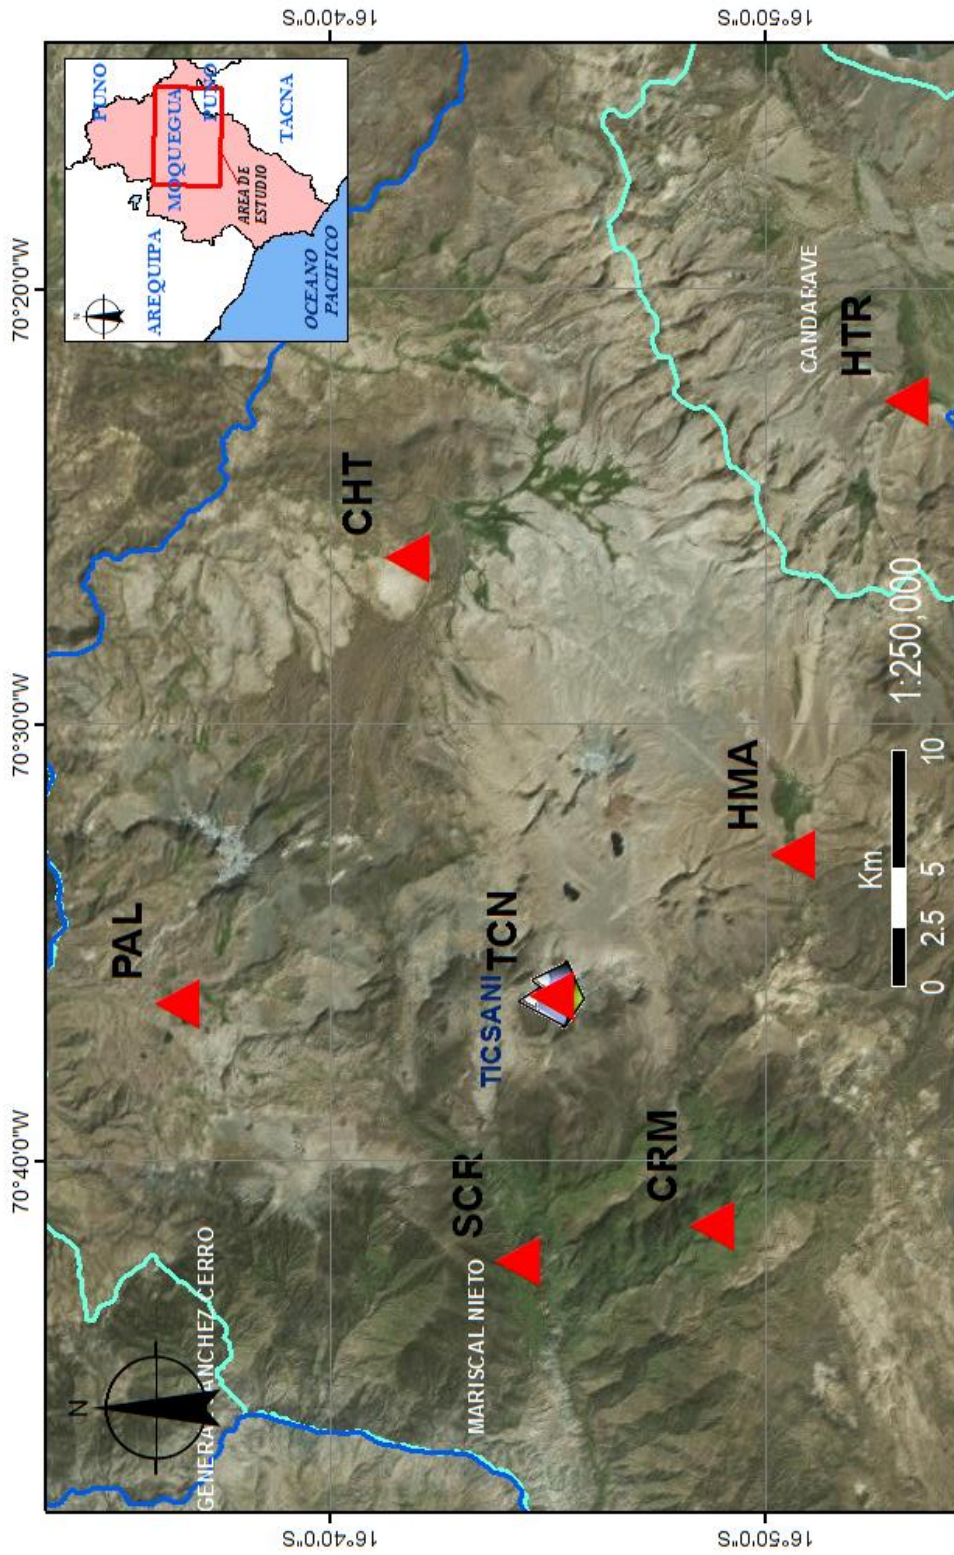 70°40'0"W
70°30'0"W
70°20'0"W
N
N
PUNO
PAL
AREQUIPA
MOQUEGUA
GENERAL SANCHEZ CERRO
PUNO
AREA DE
ESTUDIO
TACNA
OCEANO
PACIFICO
16°40'0"S
16°40'0"S
CHT
SCR
MARISCAL NIETO
TICSANI
TCN
CRM
HMA
16°50'0"S
16°50'0"S
CANDARAVE
HTR
Km
1:250,000
0 2.5 5 10